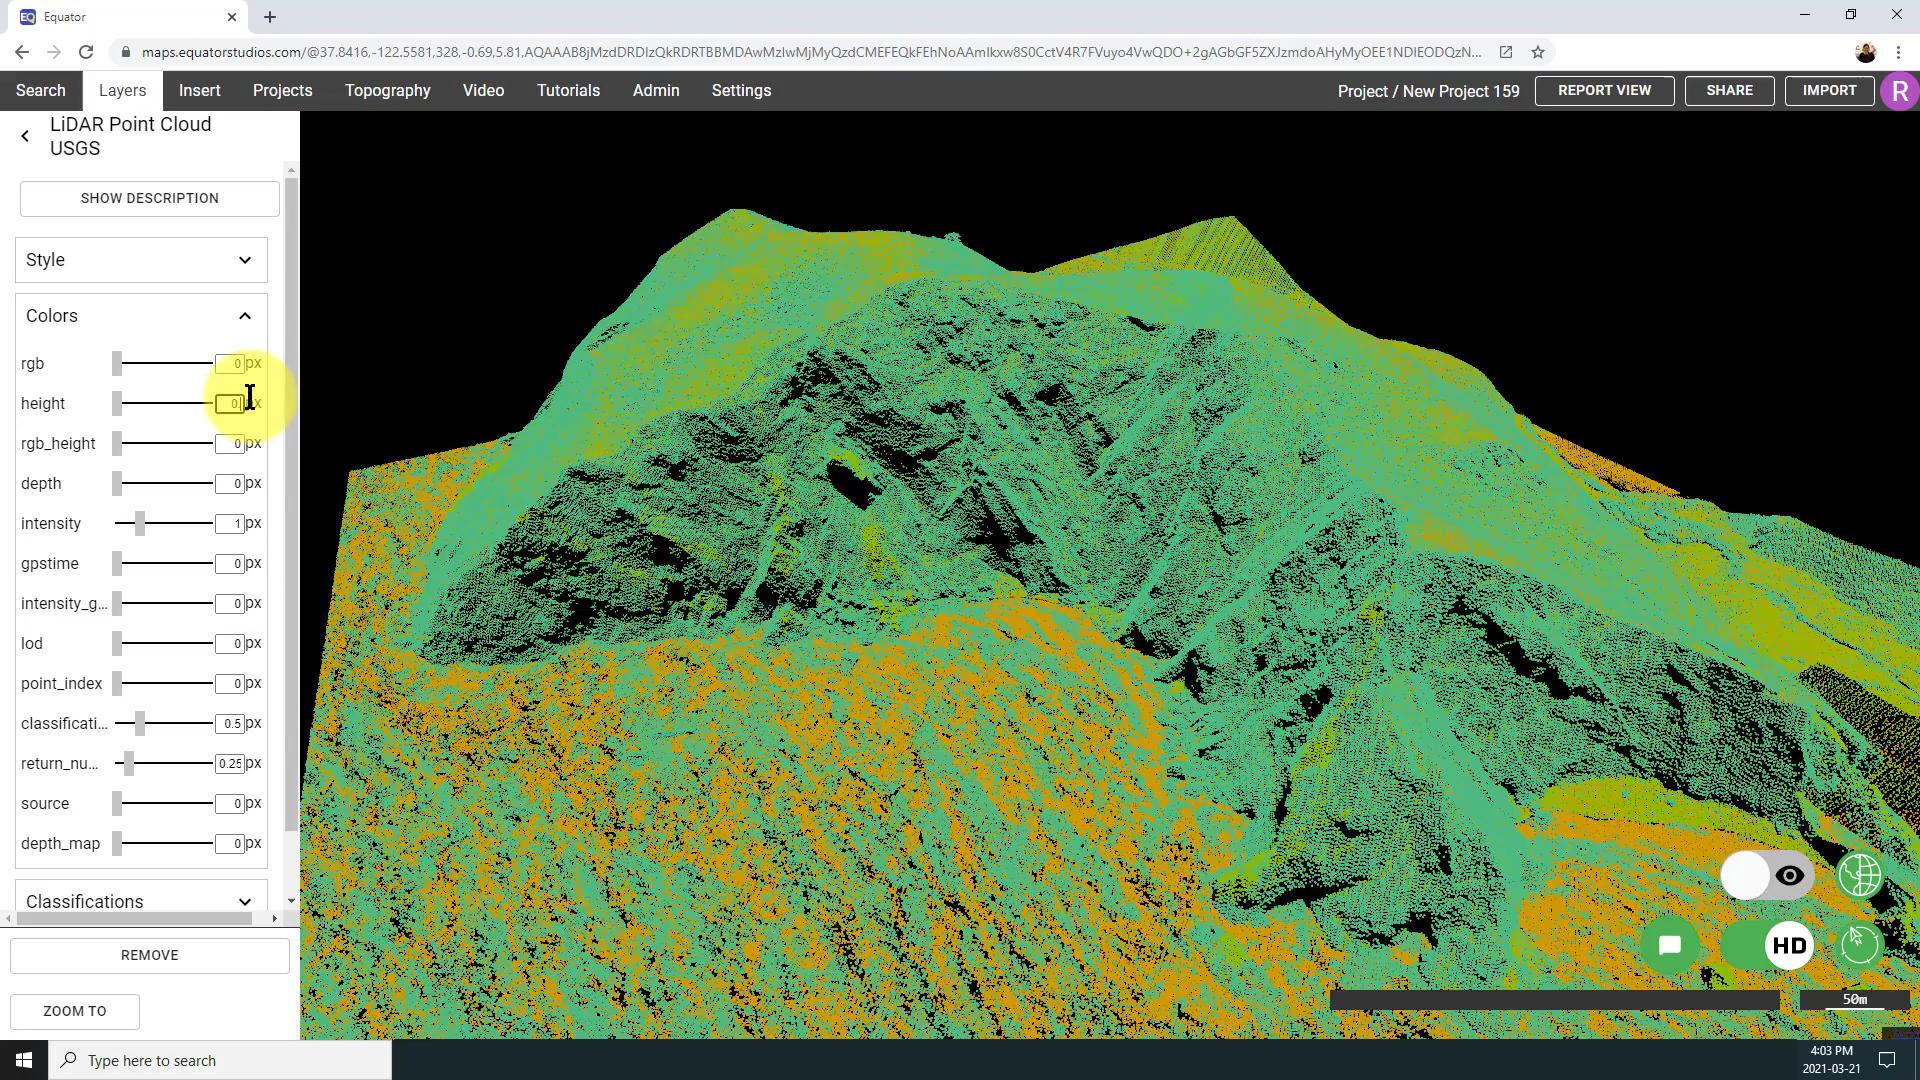 Equator
maps.equatorstudios.com/@37.8416,-122.5581,328,-0.69,5.81,
Search
Layers
Insert
Projects
Topography
Video
Tutorials
Admin
Settings
Project / New Project 159
REPORT VIEW
SHARE
IMPORT
R
LiDAR Point Cloud
USGS
SHOW DESCRIPTION
Style
Colors
rgb 0 px
height 0 px
rgb_height 0 px
depth 0 px
intensity 1 px
gpstime 0 px
intensity_g... 0 px
lod 0 px
point_index 0 px
classificati... 0.5 px
return_nu... 0.25 px
source 0 px
depth_map 0 px
Classifications
REMOVE
ZOOM TO
HD
50m
Type here to search
4:03 PM
2021-03-21